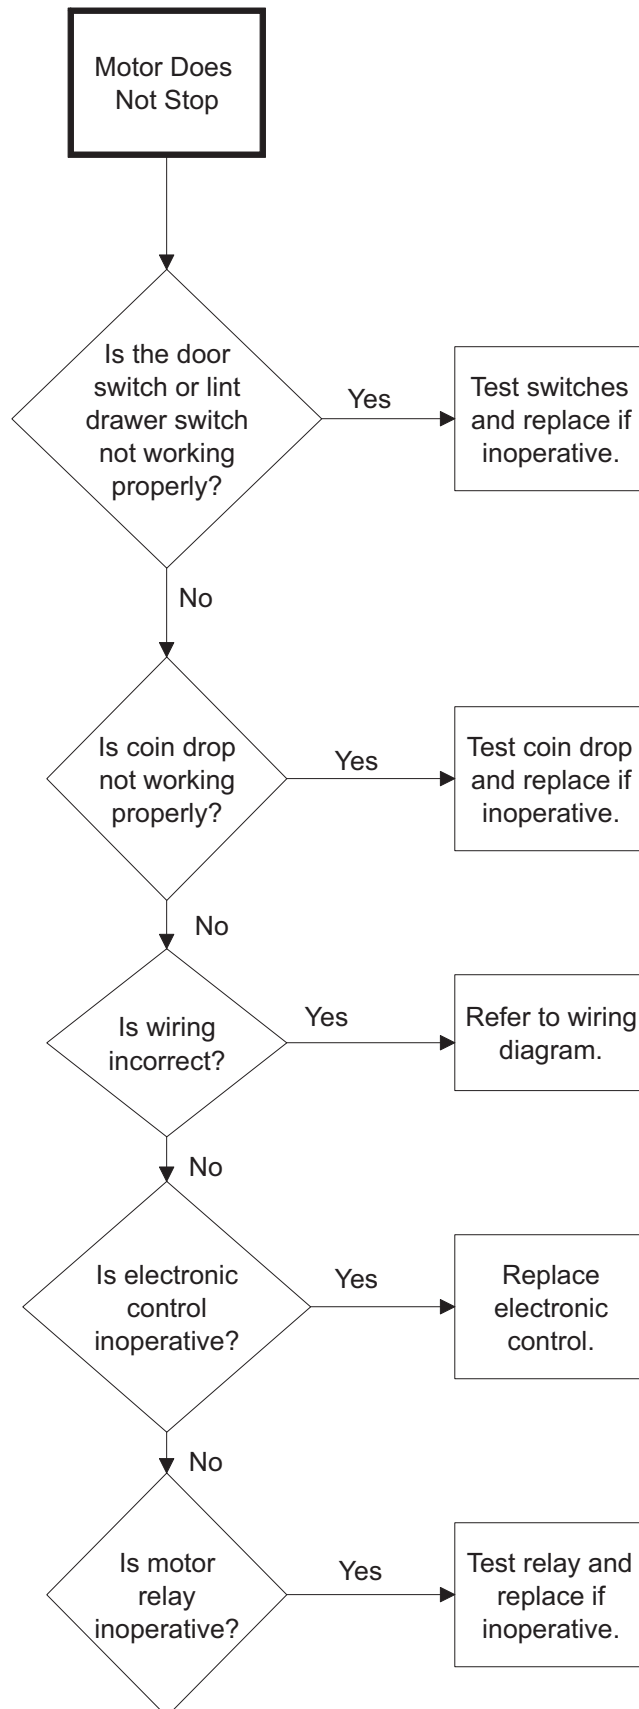 Motor Does
Not Stop
Is the door
switch or lint
drawer switch
not working
properly?
Yes
Test switches
and replace if
inoperative.
No
Is coin drop
not working
properly?
Yes
Test coin drop
and replace if
inoperative.
No
Is wiring
incorrect?
Yes
Refer to wiring
diagram.
No
Is electronic
control
inoperative?
Yes
Replace
electronic
control.
No
Is motor
relay
inoperative?
Yes
Test relay and
replace if
inoperative.